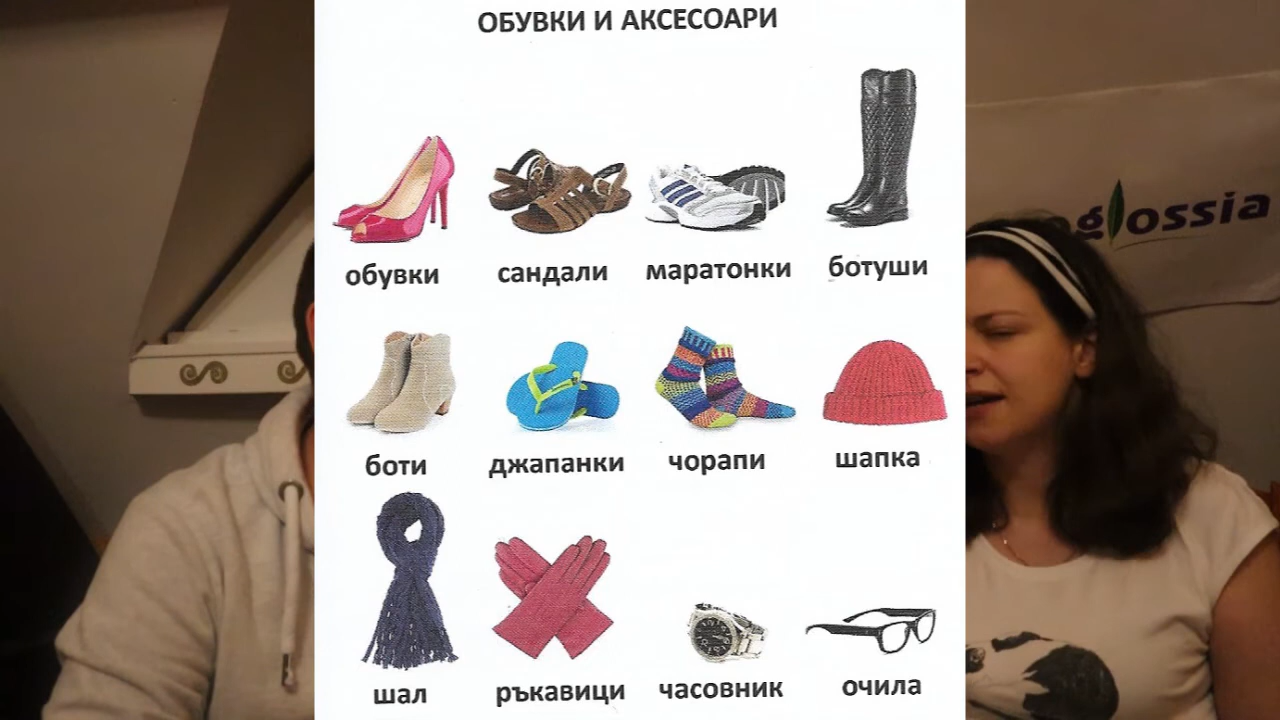 ОБУВКИ И АКСЕСОАРИ
обувки сандали маратонки ботуши
боти джапанки чорапи шапка
шал ръкавици часовник очила
glossia